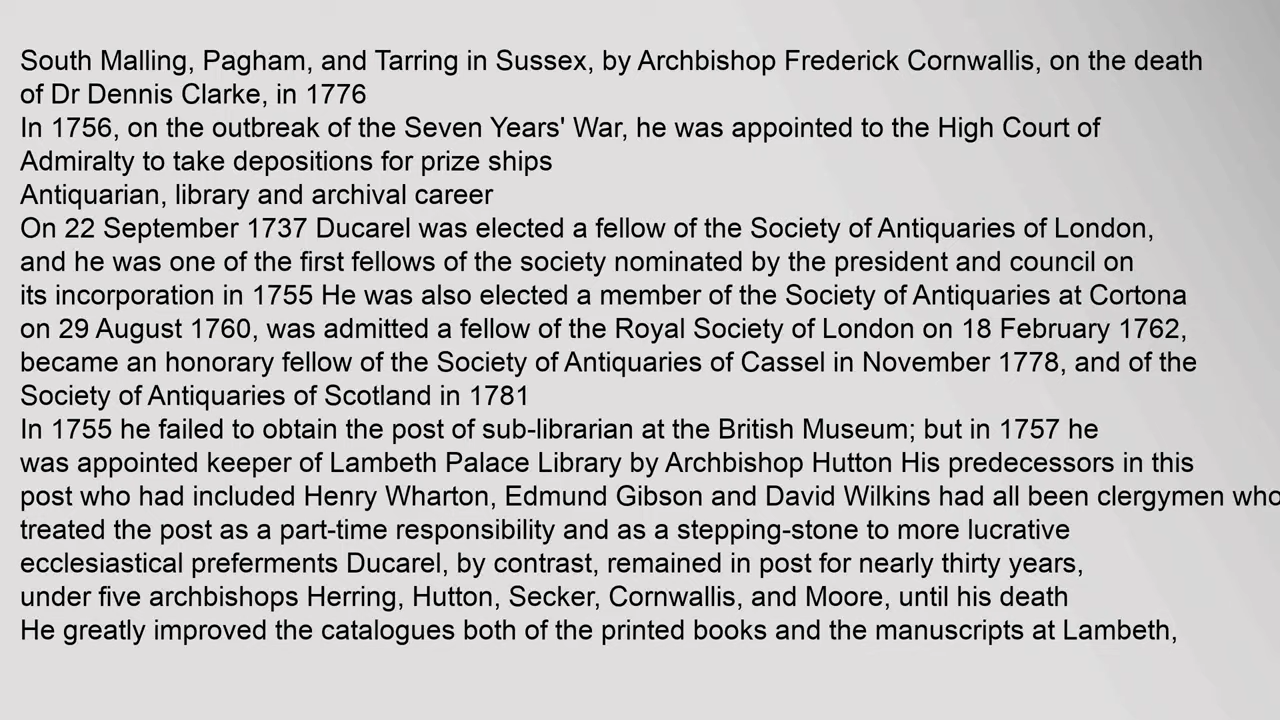 South Malling, Pagham, and Tarring in Sussex, by Archbishop Frederick Cornwallis, on the death
of Dr Dennis Clarke, in 1776
In 1756, on the outbreak of the Seven Years' War, he was appointed to the High Court of
Admiralty to take depositions for prize ships
Antiquarian, library and archival career
On 22 September 1737 Ducarel was elected a fellow of the Society of Antiquaries of London,
and he was one of the first fellows of the society nominated by the president and council on
its incorporation in 1755 He was also elected a member of the Society of Antiquaries at Cortona
on 29 August 1760, was admitted a fellow of the Royal Society of London on 18 February 1762,
became an honorary fellow of the Society of Antiquaries of Cassel in November 1778, and of the
Society of Antiquaries of Scotland in 1781
In 1755 he failed to obtain the post of sub-librarian at the British Museum; but in 1757 he
was appointed keeper of Lambeth Palace Library by Archbishop Hutton His predecessors in this
post who had included Henry Wharton, Edmund Gibson and David Wilkins had all been clergymen who
treated the post as a part-time responsibility and as a stepping-stone to more lucrative
ecclesiastical preferments Ducarel, by contrast, remained in post for nearly thirty years,
under five archbishops Herring, Hutton, Secker, Cornwallis, and Moore, until his death
He greatly improved the catalogues both of the printed books and the manuscripts at Lambeth,